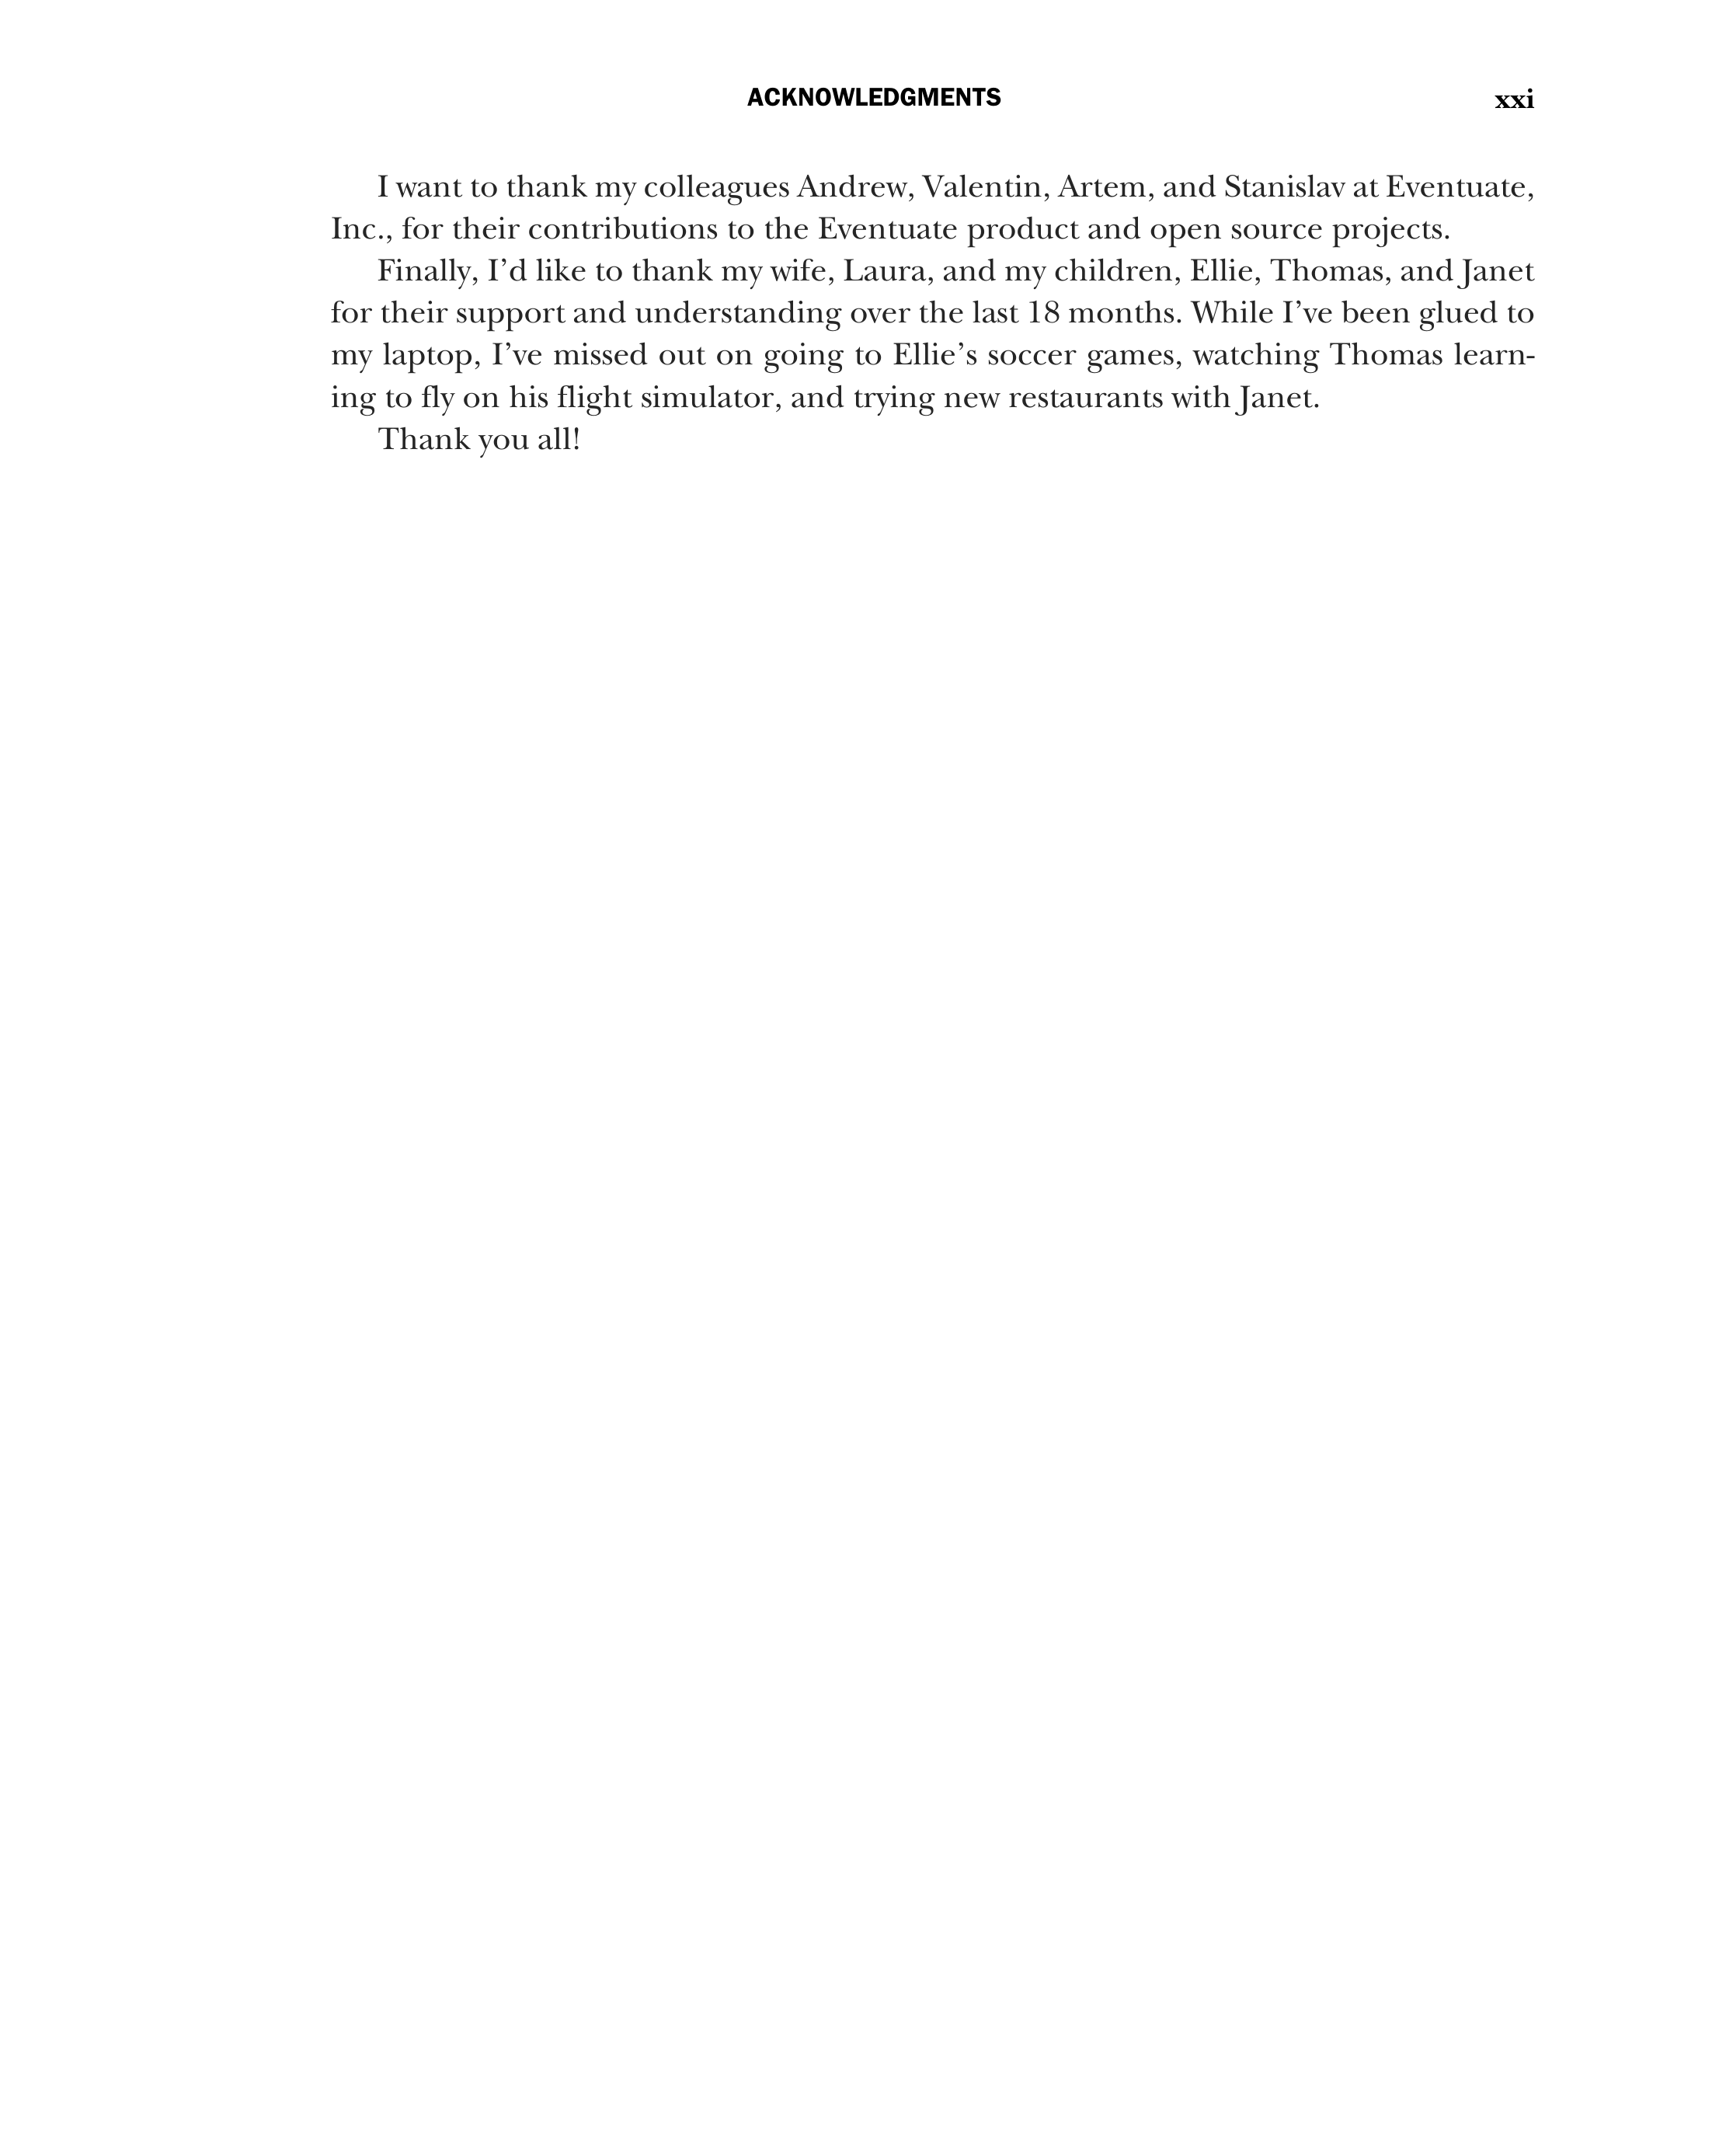 ACKNOWLEDGMENTS xxi
I want to thank my colleagues Andrew, Valentin, Artem, and Stanislav at Eventuate,
Inc., for their contributions to the Eventuate product and open source projects.
Finally, I’d like to thank my wife, Laura, and my children, Ellie, Thomas, and Janet
for their support and understanding over the last 18 months. While I’ve been glued to
my laptop, I’ve missed out on going to Ellie’s soccer games, watching Thomas learn-
ing to fly on his flight simulator, and trying new restaurants with Janet.
Thank you all!